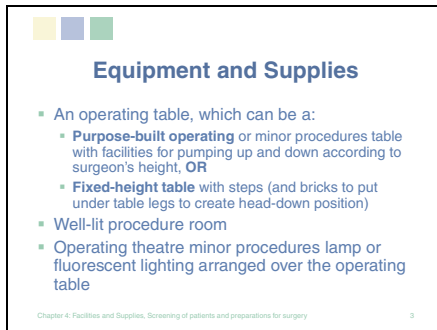 Equipment and Supplies
▪ An operating table, which can be a:
▪ Purpose-built operating or minor procedures table
with facilities for pumping up and down according to
surgeon's height, OR
▪ Fixed-height table with steps (and bricks to put
under table legs to create head-down position)
▪ Well-lit procedure room
▪ Operating theatre minor procedures lamp or
fluorescent lighting arranged over the operating
table
Chapter 4: Facilities and Supplies, Screening of patients and preparations for surgery 3